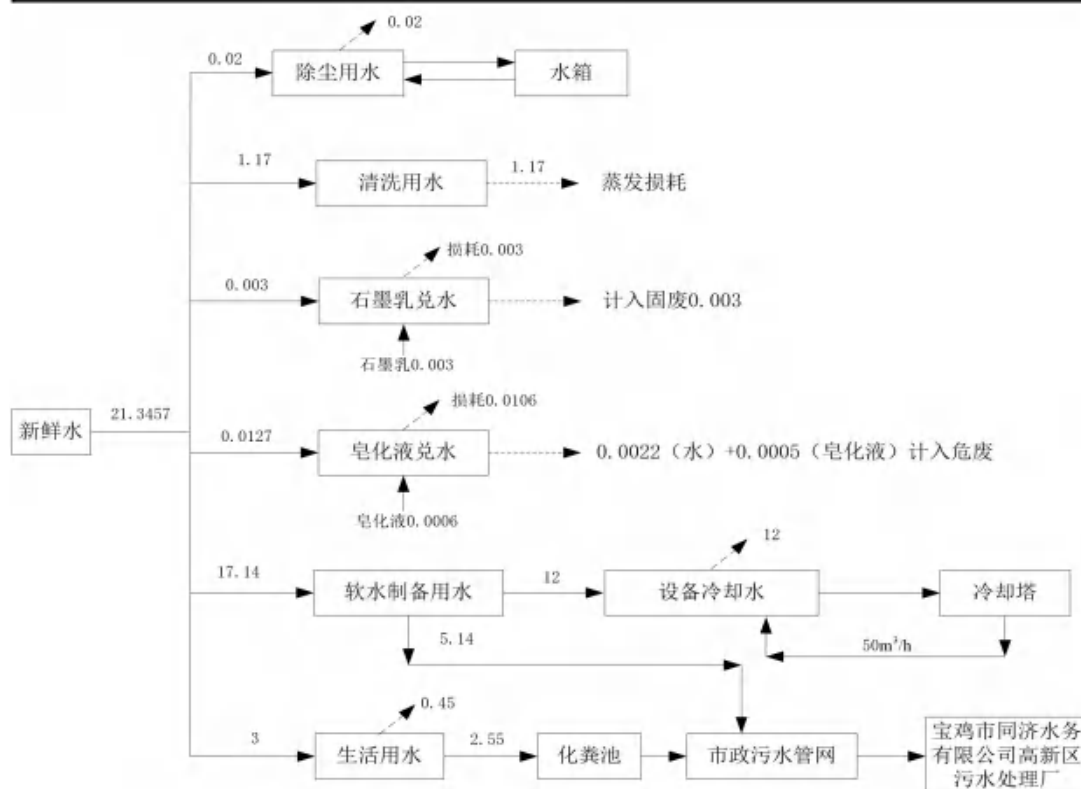 0.02
0.02
除尘用水
水箱
1.17
清洗用水
1.17
蒸发损耗
损耗0.003
0.003
石墨乳兑水
计入固废0.003
石墨乳0.003
新鲜水
21.3457
损耗0.0106
0.0127
皂化液兑水
0.0022（水）+0.0005（皂化液）计入危废
皂化液0.0006
12
17.14
软水制备用水
12
设备冷却水
冷却塔
5.14
50m³/h
0.45
3
生活用水
2.55
化粪池
市政污水管网
宝鸡市同济水务
有限公司高新区
污水处理厂